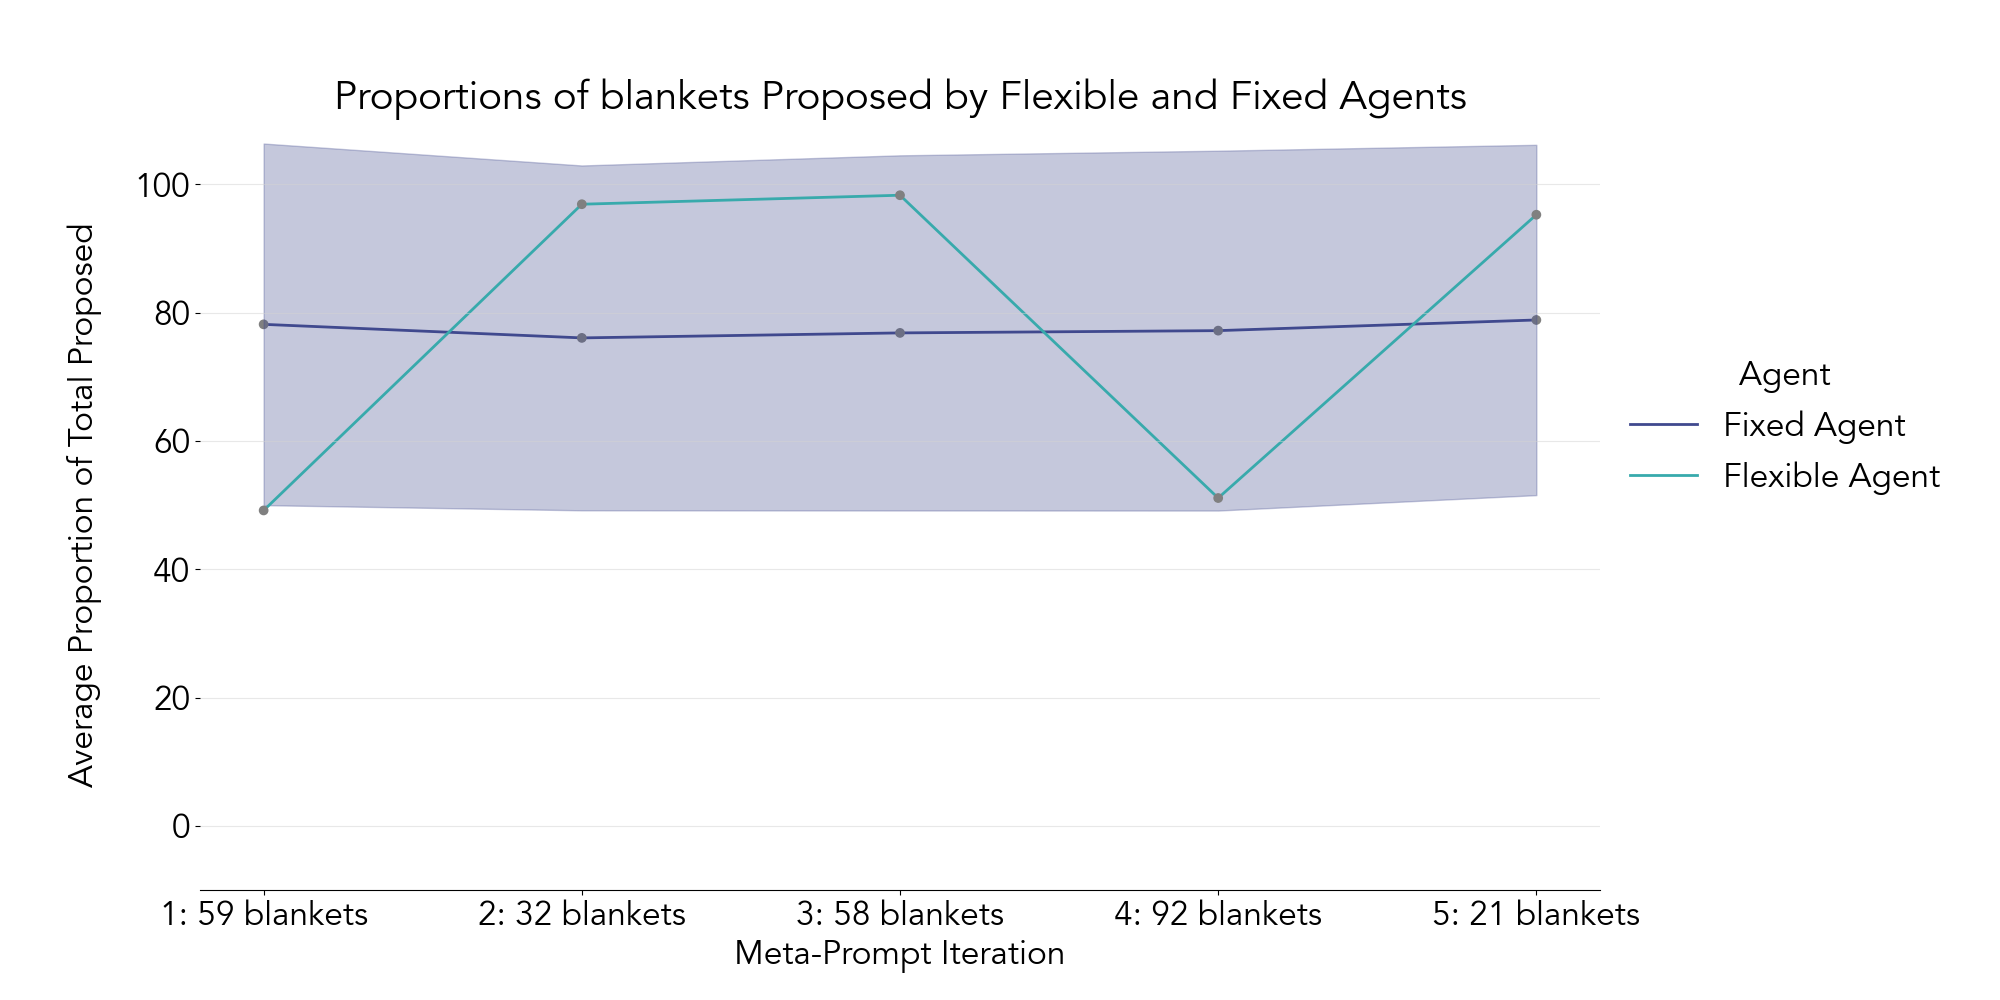 Proportions of blankets Proposed by Flexible and Fixed Agents
Average Proportion of Total Proposed
100
80
60
40
20
0
1: 59 blankets
2: 32 blankets
3: 58 blankets
4: 92 blankets
5: 21 blankets
Meta-Prompt Iteration
Agent
Fixed Agent
Flexible Agent